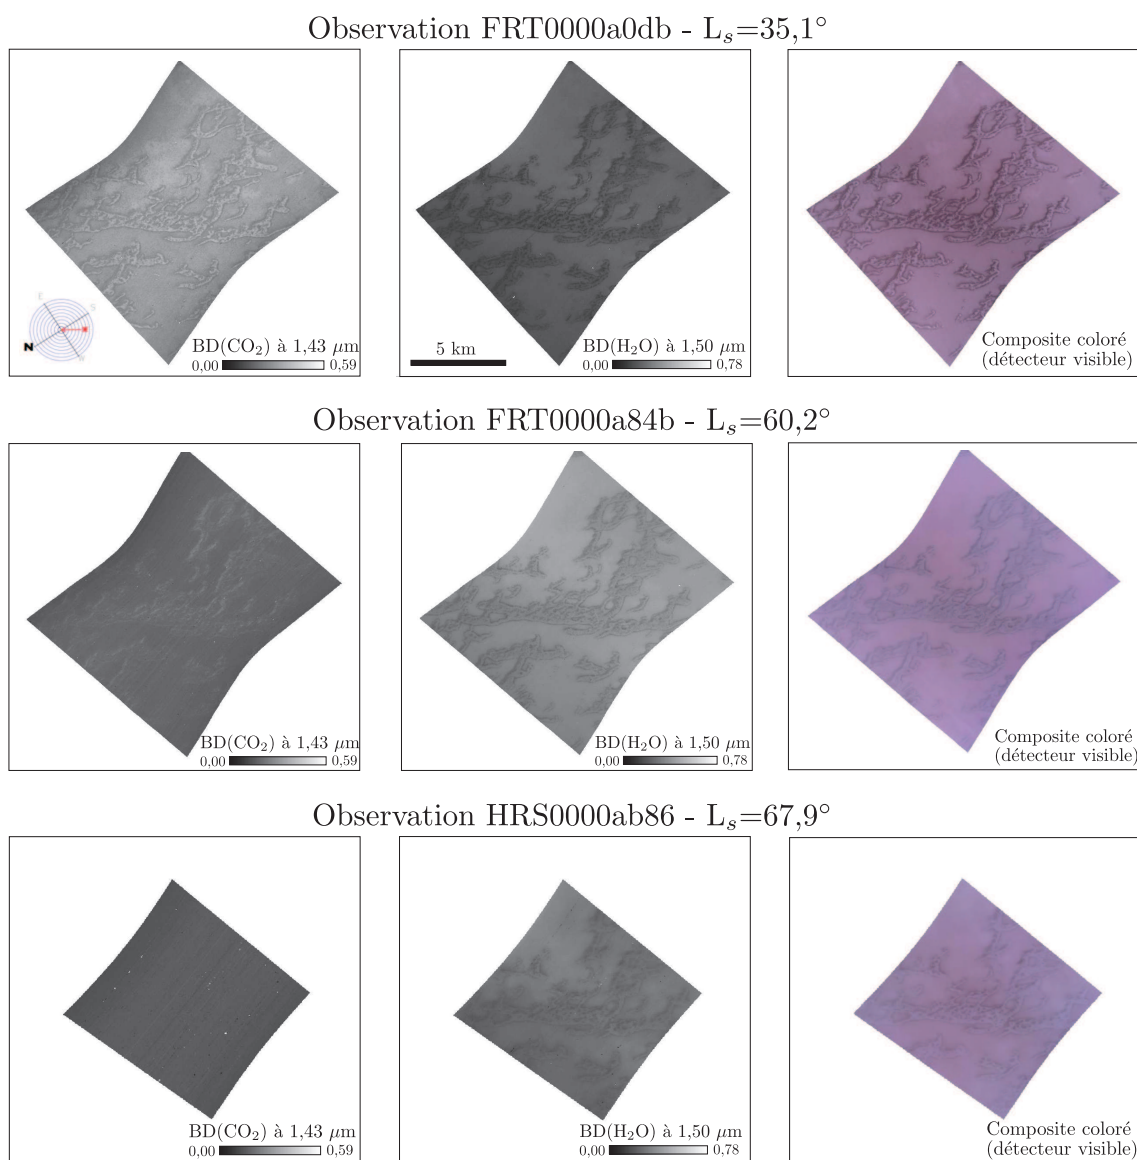 Observation FRT0000a0db - Lₛ=35,1°
N
S
BD(CO₂) à 1,43 μm
0,00 0,59
5 km
BD(H₂O) à 1,50 μm
0,00 0,78
Composite coloré
(détecteur visible)
Observation FRT0000a84b - Lₛ=60,2°
BD(CO₂) à 1,43 μm
0,00 0,59
BD(H₂O) à 1,50 μm
0,00 0,78
Composite coloré
(détecteur visible)
Observation HRS0000ab86 - Lₛ=67,9°
BD(CO₂) à 1,43 μm
0,00 0,59
BD(H₂O) à 1,50 μm
0,00 0,78
Composite coloré
(détecteur visible)